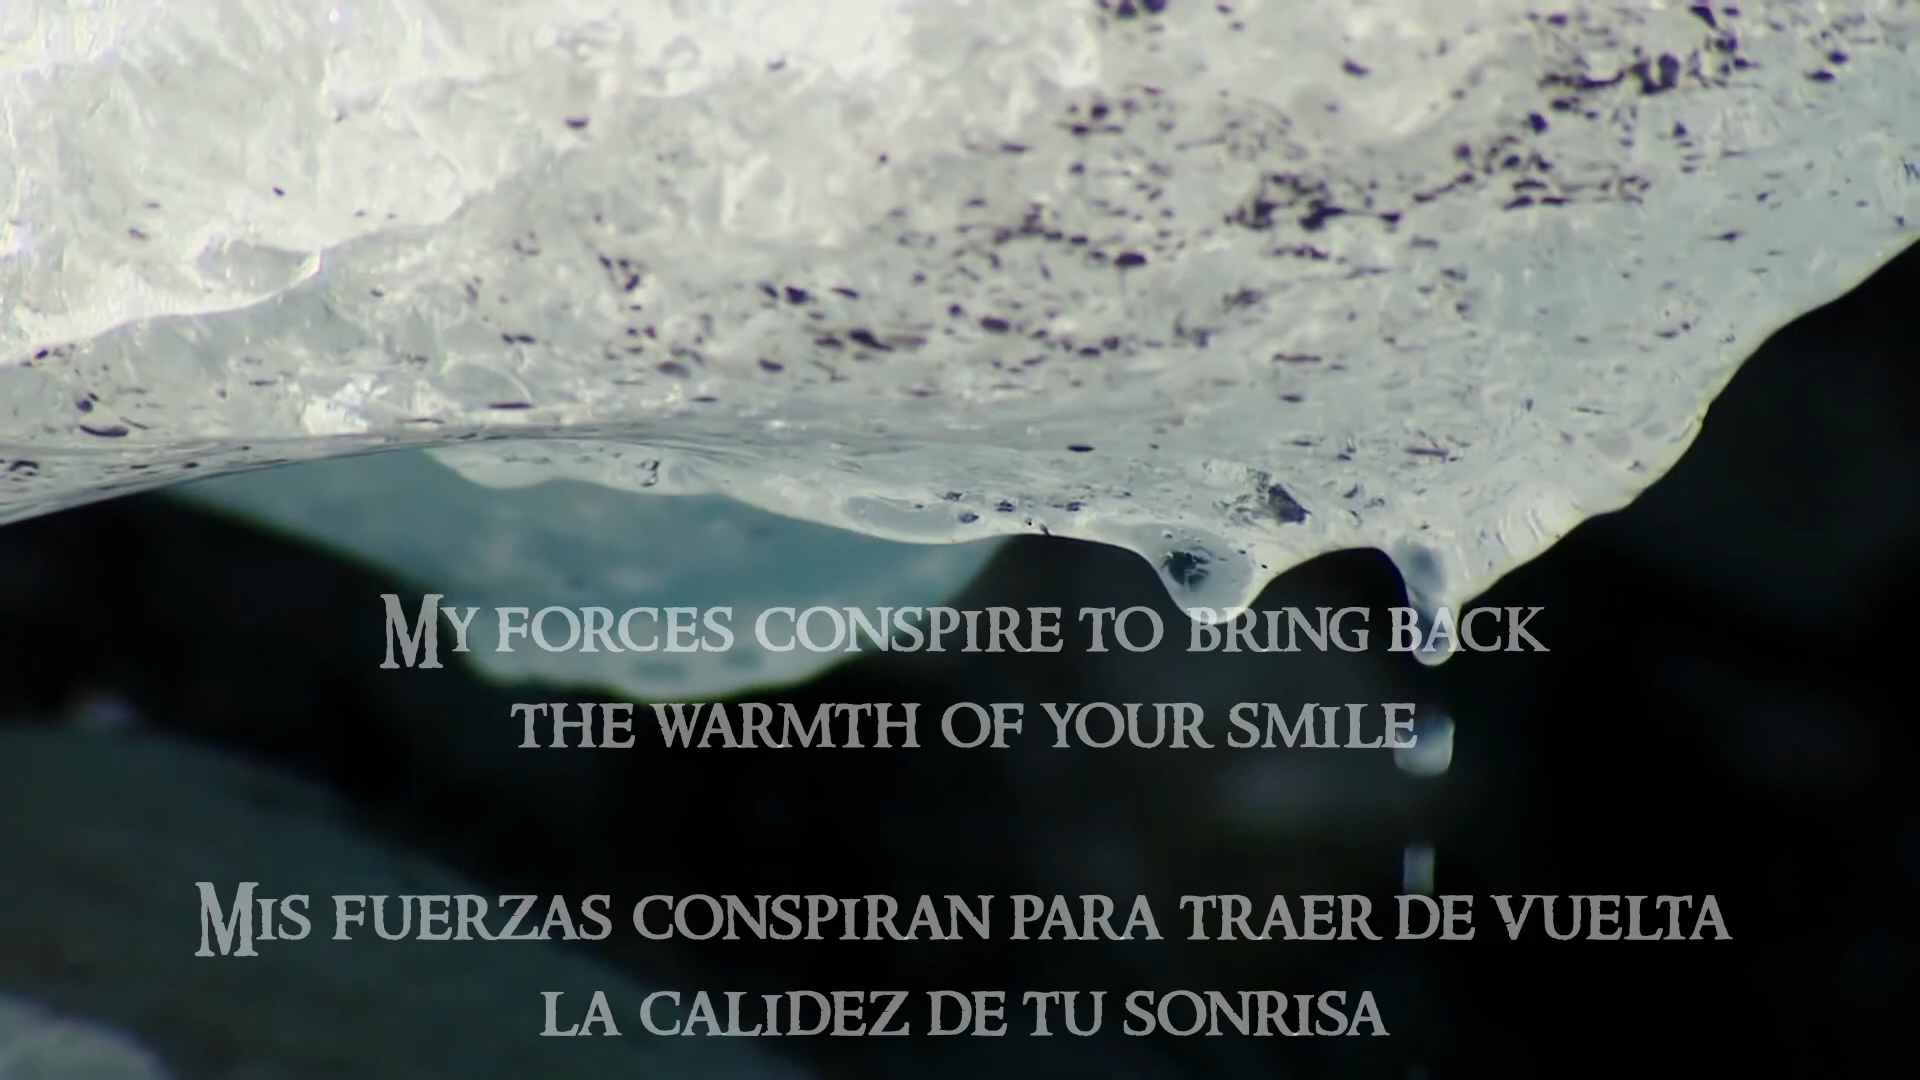 My forces conspire to bring back
the warmth of your smile
Mis fuerzas conspiran para traer de vuelta
la calidez de tu sonrisa